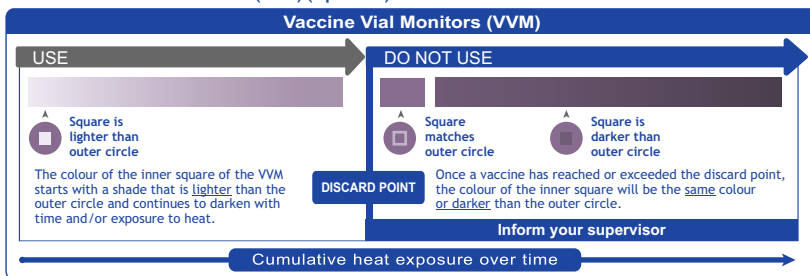 Vaccine Vial Monitors (VVM)
USE
Square is
lighter than
outer circle
The colour of the inner square of the VVM
starts with a shade that is lighter than the
outer circle and continues to darken with
time and/or exposure to heat.
DISCARD POINT
DO NOT USE
Square
matches
outer circle
Square is
darker than
outer circle
Once a vaccine has reached or exceeded the discard point,
the colour of the inner square will be the same colour
or darker than the outer circle.
Inform your supervisor
Cumulative heat exposure over time